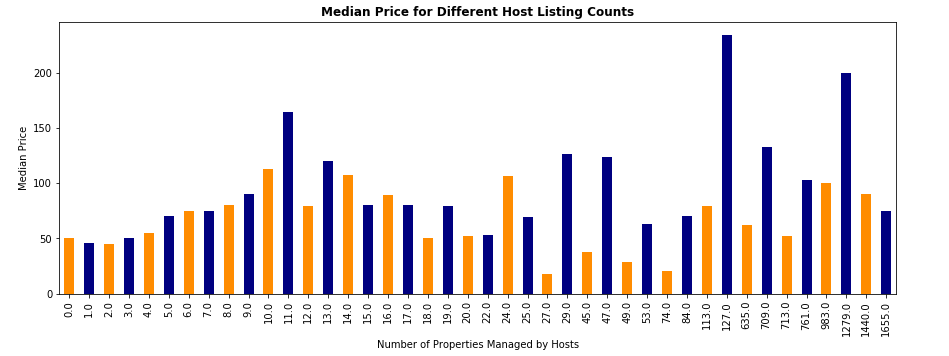 Median Price for Different Host Listing Counts
Median Price
200
150
100
50
0
0.0 1.0 2.0 3.0 4.0 5.0 6.0 7.0 8.0 9.0 10.0 11.0 12.0 13.0 14.0 15.0 16.0 17.0 18.0 19.0 20.0 22.0 24.0 25.0 27.0 29.0 45.0 47.0 49.0 53.0 74.0 84.0 113.0 127.0 635.0 709.0 713.0 761.0 983.0 1279.0 1440.0 1655.0
Number of Properties Managed by Hosts